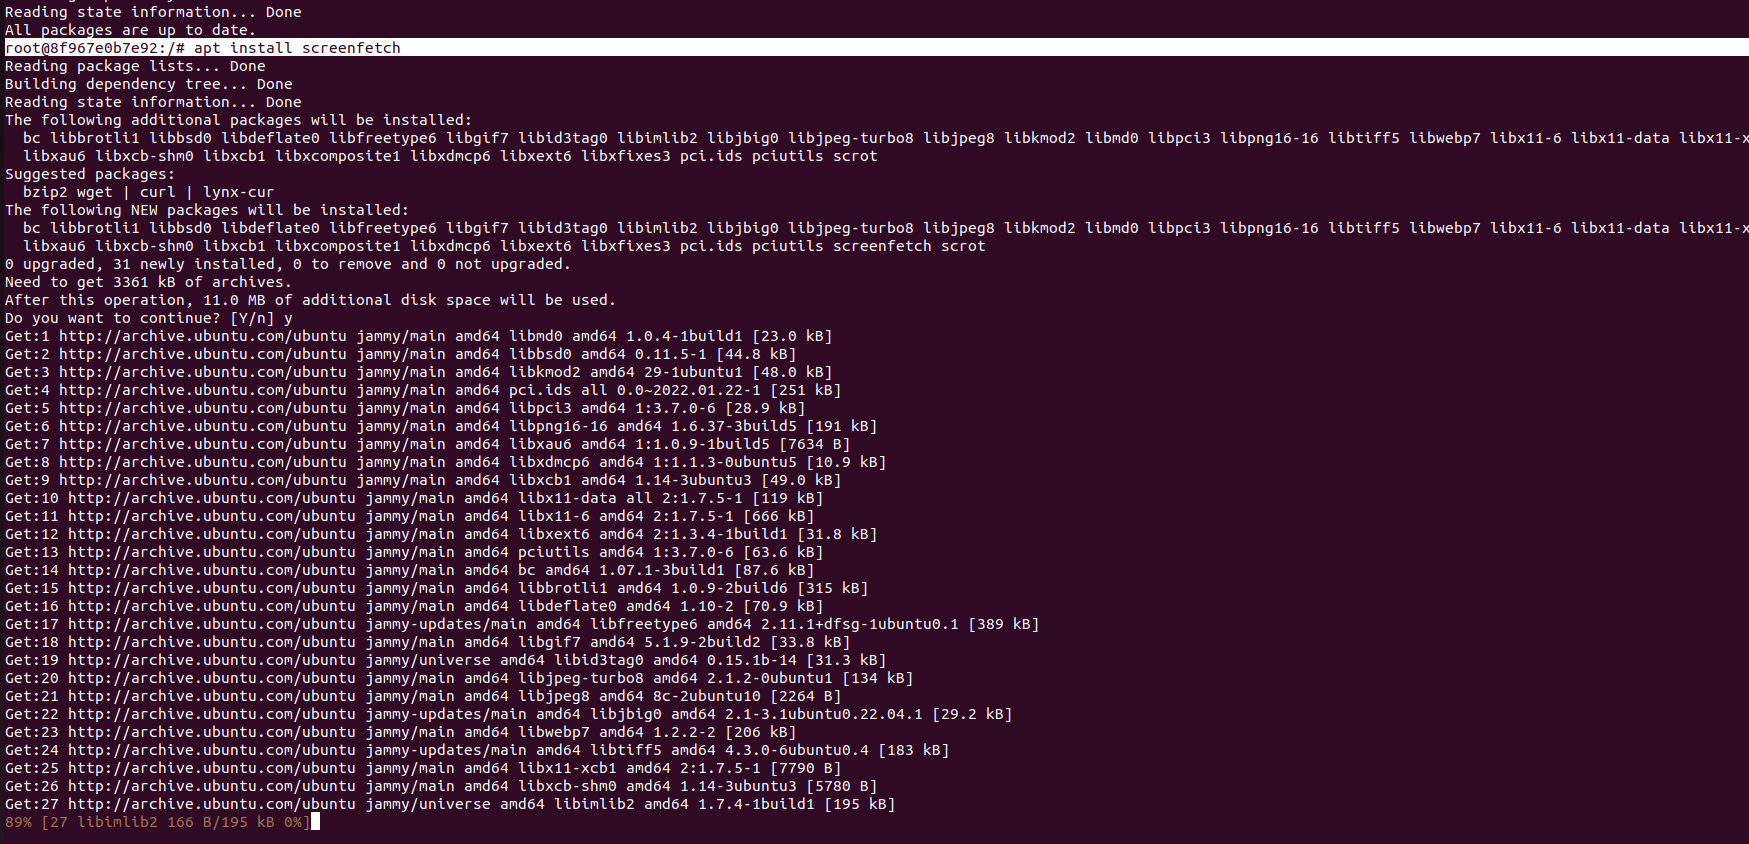 Reading state information... Done
All packages are up to date.
root@8f967e0b7e92:/# apt install screenfetch
Reading package lists... Done
Building dependency tree... Done
Reading state information... Done
The following additional packages will be installed:
  bc libbrotli1 libbsd0 libdeflate0 libfreetype6 libgif7 libid3tag0 libimlib2 libjbig0 libjpeg-turbo8 libjpeg8 libkmod2 libmd0 libpci3 libpng16-16 libtiff5 libwebp7 libx11-6 libx11-data libx11-x
  libxau6 libxcb-shm0 libxcb1 libxcomposite1 libxdmcp6 libxext6 libxfixes3 pci.ids pciutils scrot
Suggested packages:
  bzip2 wget | curl | lynx-cur
The following NEW packages will be installed:
  bc libbrotli1 libbsd0 libdeflate0 libfreetype6 libgif7 libid3tag0 libimlib2 libjbig0 libjpeg-turbo8 libjpeg8 libkmod2 libmd0 libpci3 libpng16-16 libtiff5 libwebp7 libx11-6 libx11-data libx11-x
  libxau6 libxcb-shm0 libxcb1 libxcomposite1 libxdmcp6 libxext6 libxfixes3 pci.ids pciutils screenfetch scrot
0 upgraded, 31 newly installed, 0 to remove and 0 not upgraded.
Need to get 3361 kB of archives.
After this operation, 11.0 MB of additional disk space will be used.
Do you want to continue? [Y/n] y
Get:1 http://archive.ubuntu.com/ubuntu jammy/main amd64 libmd0 amd64 1.0.4-1build1 [23.0 kB]
Get:2 http://archive.ubuntu.com/ubuntu jammy/main amd64 libbsd0 amd64 0.11.5-1 [44.8 kB]
Get:3 http://archive.ubuntu.com/ubuntu jammy/main amd64 libkmod2 amd64 29-1ubuntu1 [48.0 kB]
Get:4 http://archive.ubuntu.com/ubuntu jammy/main amd64 pci.ids all 0.0~2022.01.22-1 [251 kB]
Get:5 http://archive.ubuntu.com/ubuntu jammy/main amd64 libpci3 amd64 1:3.7.0-6 [28.9 kB]
Get:6 http://archive.ubuntu.com/ubuntu jammy/main amd64 libpng16-16 amd64 1.6.37-3build5 [191 kB]
Get:7 http://archive.ubuntu.com/ubuntu jammy/main amd64 libxau6 amd64 1:1.0.9-1build5 [7634 B]
Get:8 http://archive.ubuntu.com/ubuntu jammy/main amd64 libxdmcp6 amd64 1:1.1.3-0ubuntu5 [10.9 kB]
Get:9 http://archive.ubuntu.com/ubuntu jammy/main amd64 libxcb1 amd64 1.14-3ubuntu3 [49.0 kB]
Get:10 http://archive.ubuntu.com/ubuntu jammy/main amd64 libx11-data all 2:1.7.5-1 [119 kB]
Get:11 http://archive.ubuntu.com/ubuntu jammy/main amd64 libx11-6 amd64 2:1.7.5-1 [666 kB]
Get:12 http://archive.ubuntu.com/ubuntu jammy/main amd64 libxext6 amd64 2:1.3.4-1build1 [31.8 kB]
Get:13 http://archive.ubuntu.com/ubuntu jammy/main amd64 pciutils amd64 1:3.7.0-6 [63.6 kB]
Get:14 http://archive.ubuntu.com/ubuntu jammy/main amd64 bc amd64 1.07.1-3build1 [87.6 kB]
Get:15 http://archive.ubuntu.com/ubuntu jammy/main amd64 libbrotli1 amd64 1.0.9-2build6 [315 kB]
Get:16 http://archive.ubuntu.com/ubuntu jammy/main amd64 libdeflate0 amd64 1.10-2 [70.9 kB]
Get:17 http://archive.ubuntu.com/ubuntu jammy-updates/main amd64 libfreetype6 amd64 2.11.1+dfsg-1ubuntu0.1 [389 kB]
Get:18 http://archive.ubuntu.com/ubuntu jammy/main amd64 libgif7 amd64 5.1.9-2build2 [33.8 kB]
Get:19 http://archive.ubuntu.com/ubuntu jammy/universe amd64 libid3tag0 amd64 0.15.1b-14 [31.3 kB]
Get:20 http://archive.ubuntu.com/ubuntu jammy/main amd64 libjpeg-turbo8 amd64 2.1.2-0ubuntu1 [134 kB]
Get:21 http://archive.ubuntu.com/ubuntu jammy/main amd64 libjpeg8 amd64 8c-2ubuntu10 [2264 B]
Get:22 http://archive.ubuntu.com/ubuntu jammy-updates/main amd64 libjbig0 amd64 2.1-3.1ubuntu0.22.04.1 [29.2 kB]
Get:23 http://archive.ubuntu.com/ubuntu jammy/main amd64 libwebp7 amd64 1.2.2-2 [206 kB]
Get:24 http://archive.ubuntu.com/ubuntu jammy-updates/main amd64 libtiff5 amd64 4.3.0-6ubuntu0.4 [183 kB]
Get:25 http://archive.ubuntu.com/ubuntu jammy/main amd64 libx11-xcb1 amd64 2:1.7.5-1 [7790 B]
Get:26 http://archive.ubuntu.com/ubuntu jammy/main amd64 libxcb-shm0 amd64 1.14-3ubuntu3 [5780 B]
Get:27 http://archive.ubuntu.com/ubuntu jammy/universe amd64 libimlib2 amd64 1.7.4-1build1 [195 kB]
89% [27 libimlib2 166 B/195 kB 0%]